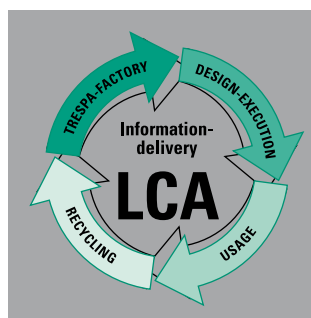 TRESPA-FACTORY
DESIGN-EXECUTION
Information-
delivery
LCA
RECYCLING
USAGE